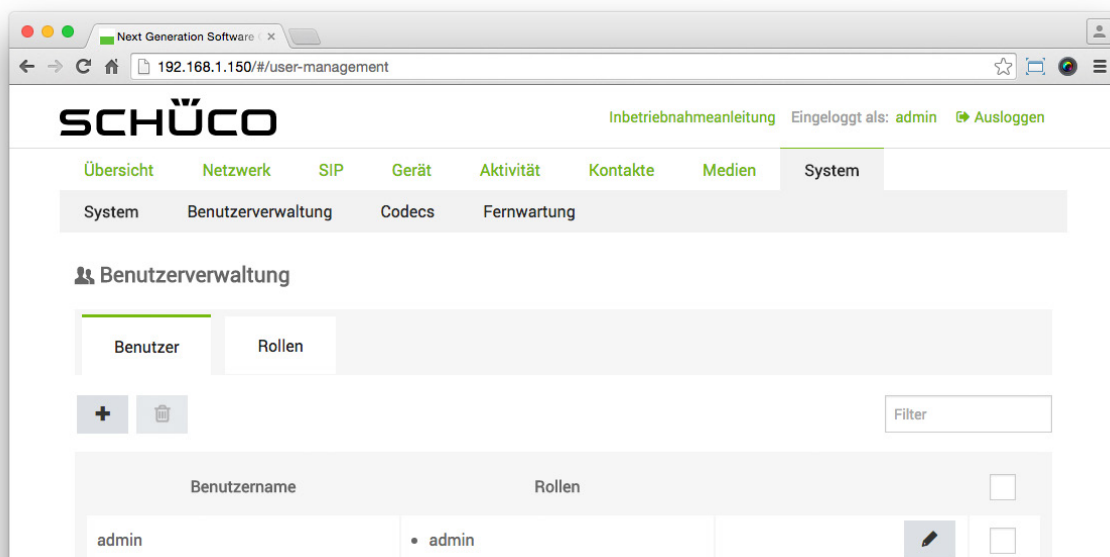 Next Generation Software
192.168.1.150/#/user-management
SCHÜCO
Inbetriebnahmeanleitung Eingeloggt als: admin Ausloggen
Übersicht Netzwerk SIP Gerät Aktivität Kontakte Medien System
System Benutzerverwaltung Codecs Fernwartung
Benutzerverwaltung
Benutzer Rollen
Filter
Benutzername Rollen
admin • admin